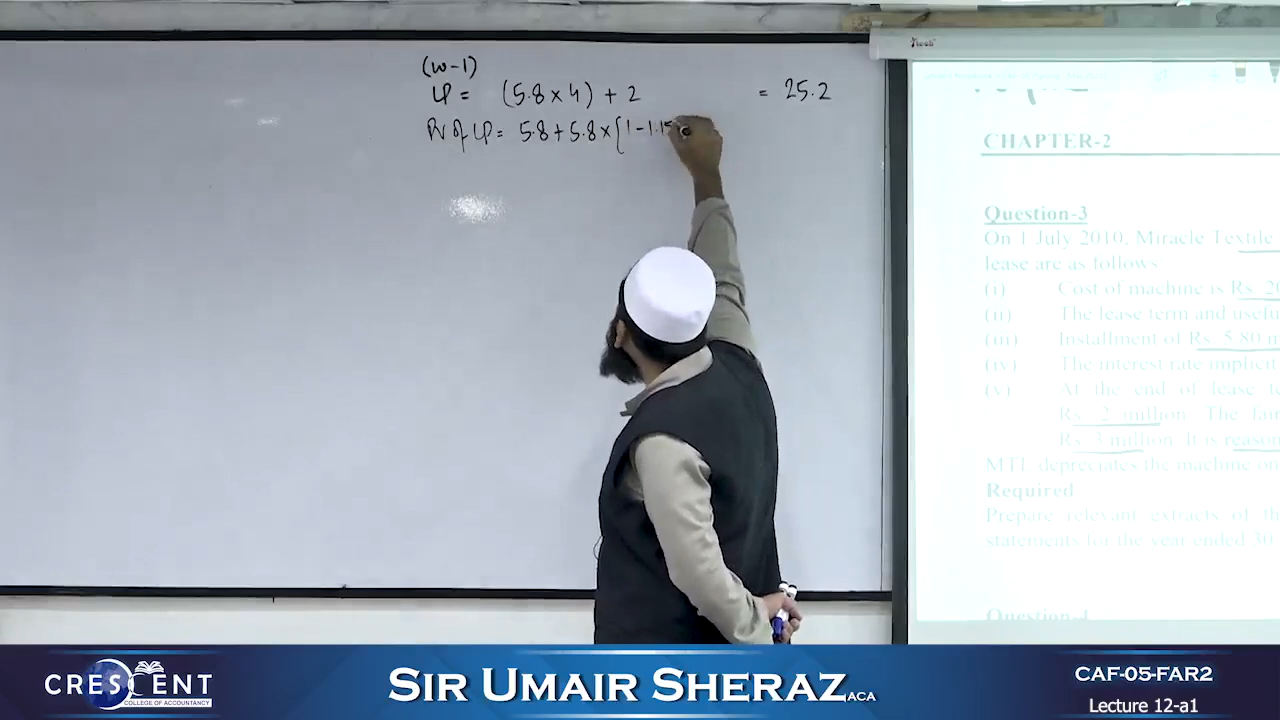 (w-1)
LP = (5.8 × 4) + 2 = 25.2
PV of LP = 5.8 + 5.8 × [1 - 1.15
CHAPTER-2
Question-3
On 1 July 2010, Miracle Textile
lease are as follows
(i) Cost of machine is Rs. 20
(ii) The lease term and usefu
(iii) Installment of Rs. 5.80 m
(iv) The interest rate implicit
(v) At the end of lease te
Rs. 2 million. The fai
Rs. 3 million. It is reason
MTL depreciates the machine on
Required
Prepare relevant extracts of th
statements for the year ended 30
Question-4
CRESCENT
COLLEGE OF ACCOUNTANCY
SIR UMAIR SHERAZ ACA
CAF-05-FAR2
Lecture 12-a1